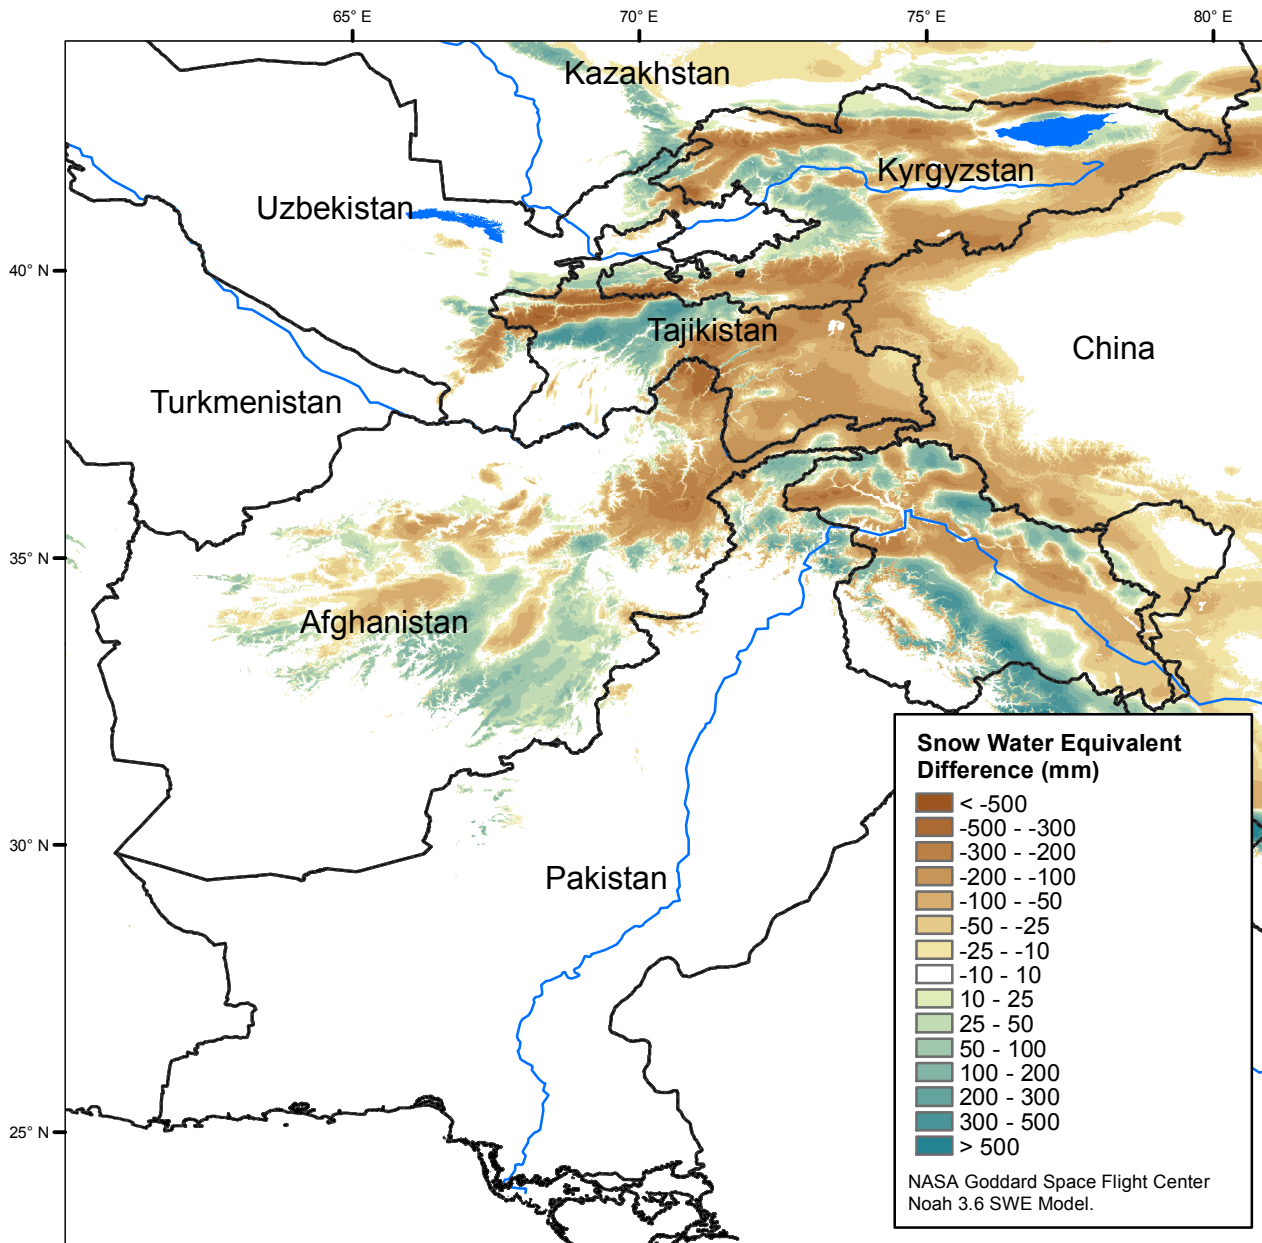 65° E
70° E
75° E
80° E
Kazakhstan
Kyrgyzstan
Uzbekistan
40° N
Tajikistan
China
Turkmenistan
35° N
Afghanistan
30° N
Pakistan
25° N
Snow Water Equivalent
Difference (mm)
< -500
-500 - -300
-300 - -200
-200 - -100
-100 - -50
-50 - -25
-25 - -10
-10 - 10
10 - 25
25 - 50
50 - 100
100 - 200
200 - 300
300 - 500
> 500
NASA Goddard Space Flight Center
Noah 3.6 SWE Model.